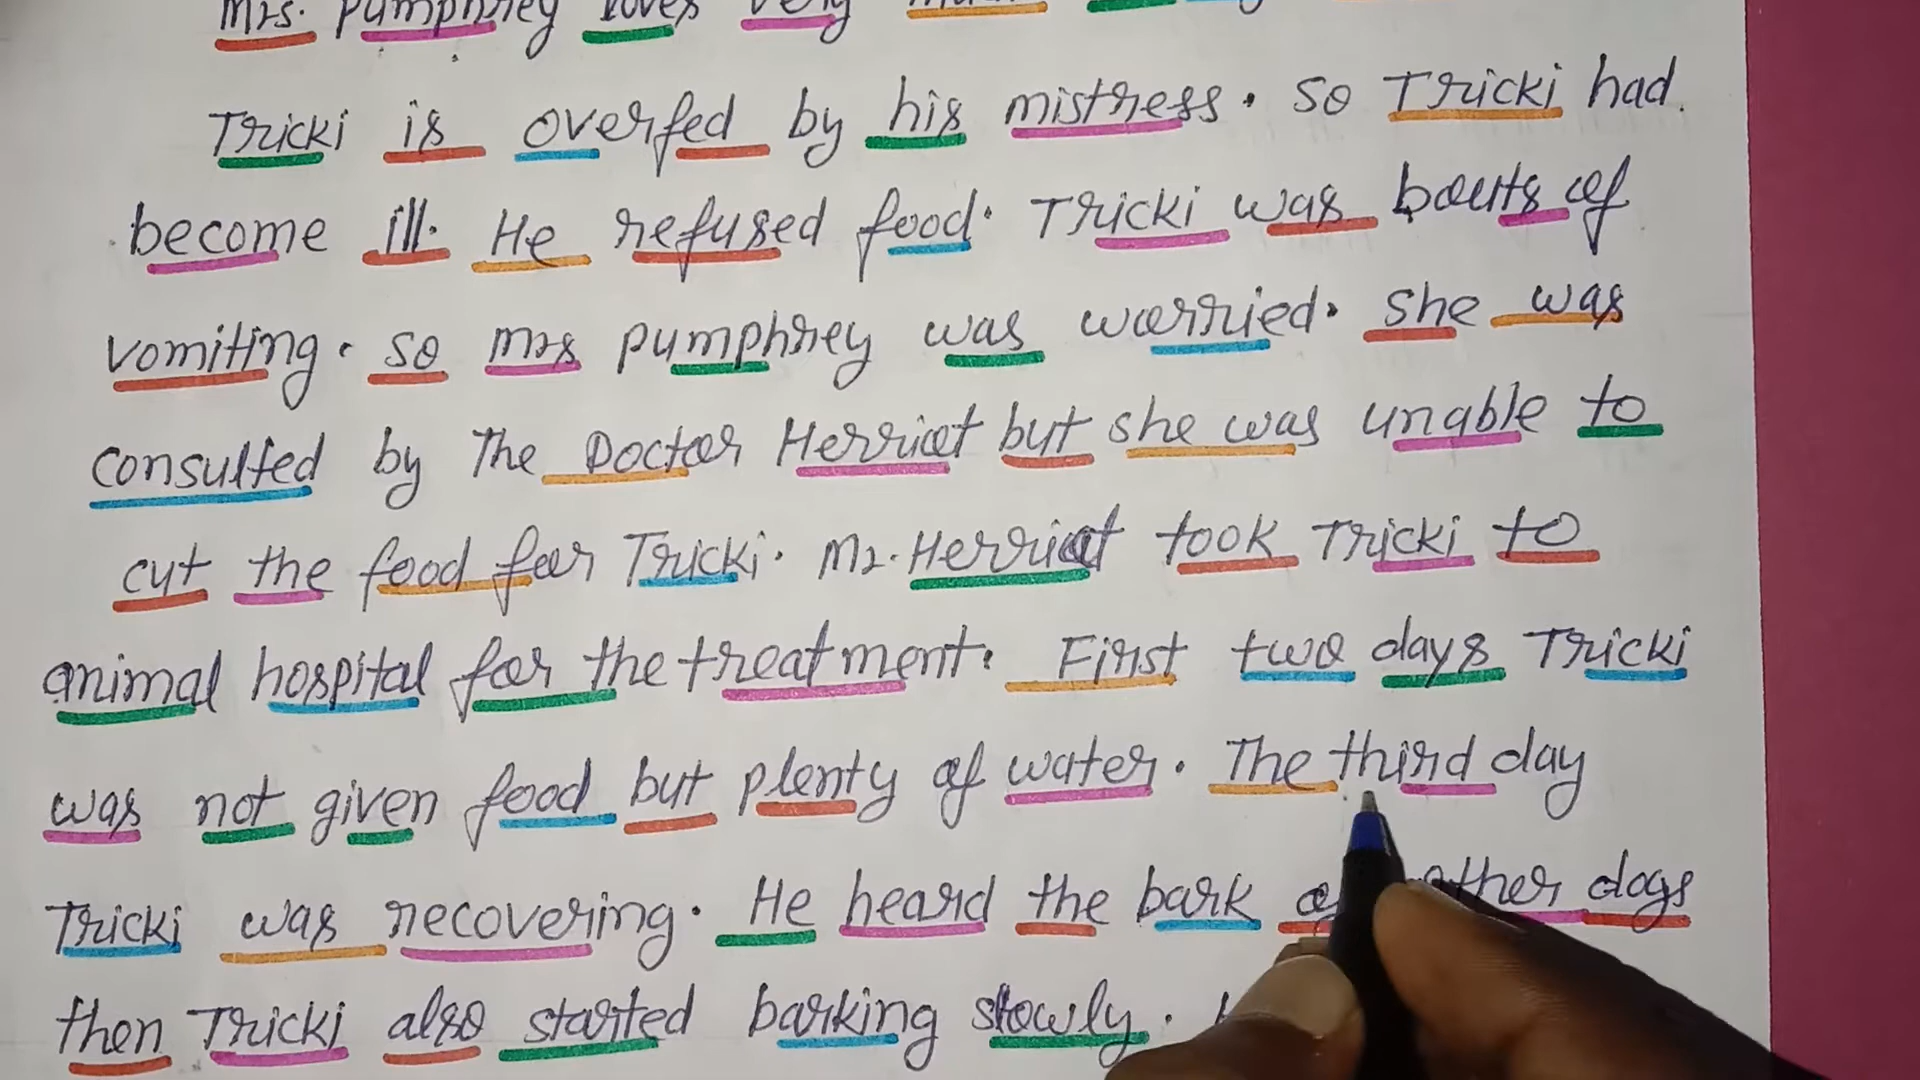 Mrs. Pumphrey loves very
Tricki is overfed by his mistress. So Tricki had
become ill. He refused food. Tricki was bouts of
vomiting. So Mrs Pumphrey was worried. She was
consulted by The Doctor Herriot but she was unable to
cut the food for Tricki. Mr. Herriot took Tricki to
animal hospital for the treatment. First two days Tricki
was not given food but plenty of water. The third day
Tricki was recovering. He heard the bark other dogs
then Tricki also started barking slowly.